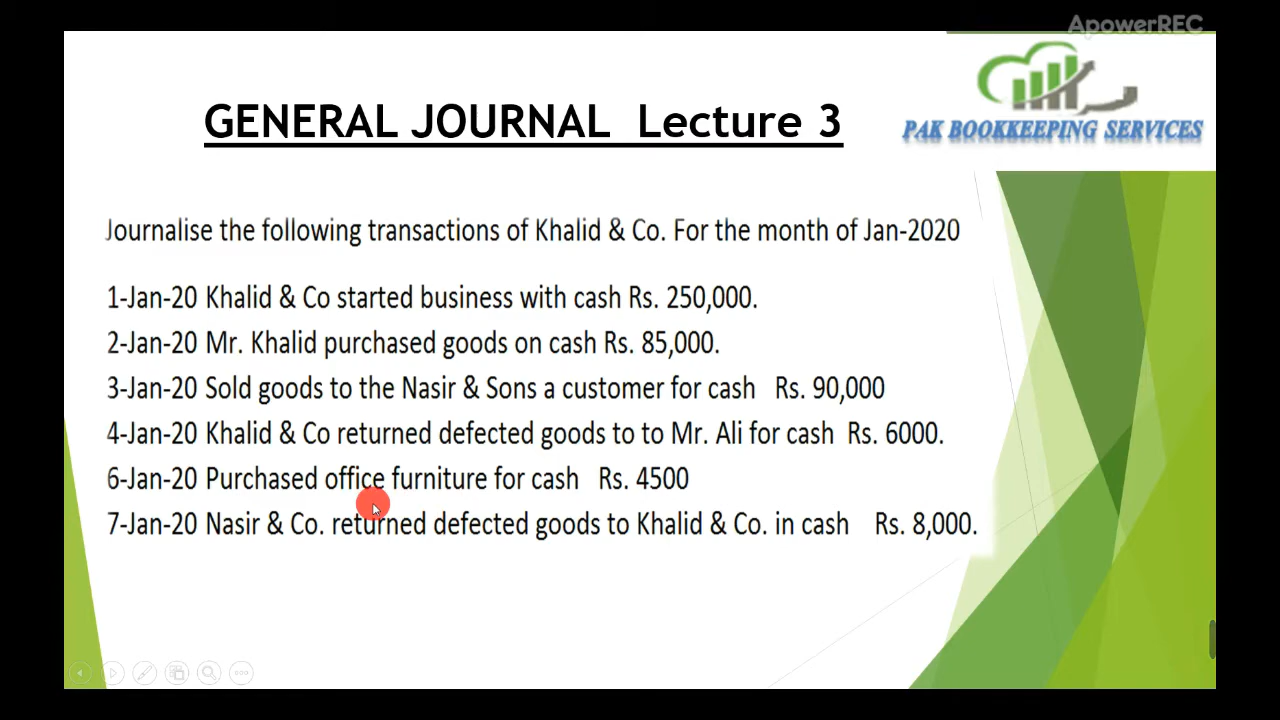 ApowerREC
GENERAL JOURNAL Lecture 3
PAK BOOKKEEPING SERVICES
Journalise the following transactions of Khalid & Co. For the month of Jan-2020
1-Jan-20 Khalid & Co started business with cash Rs. 250,000.
2-Jan-20 Mr. Khalid purchased goods on cash Rs. 85,000.
3-Jan-20 Sold goods to the Nasir & Sons a customer for cash Rs. 90,000
4-Jan-20 Khalid & Co returned defected goods to to Mr. Ali for cash Rs. 6000.
6-Jan-20 Purchased office furniture for cash Rs. 4500
7-Jan-20 Nasir & Co. returned defected goods to Khalid & Co. in cash Rs. 8,000.